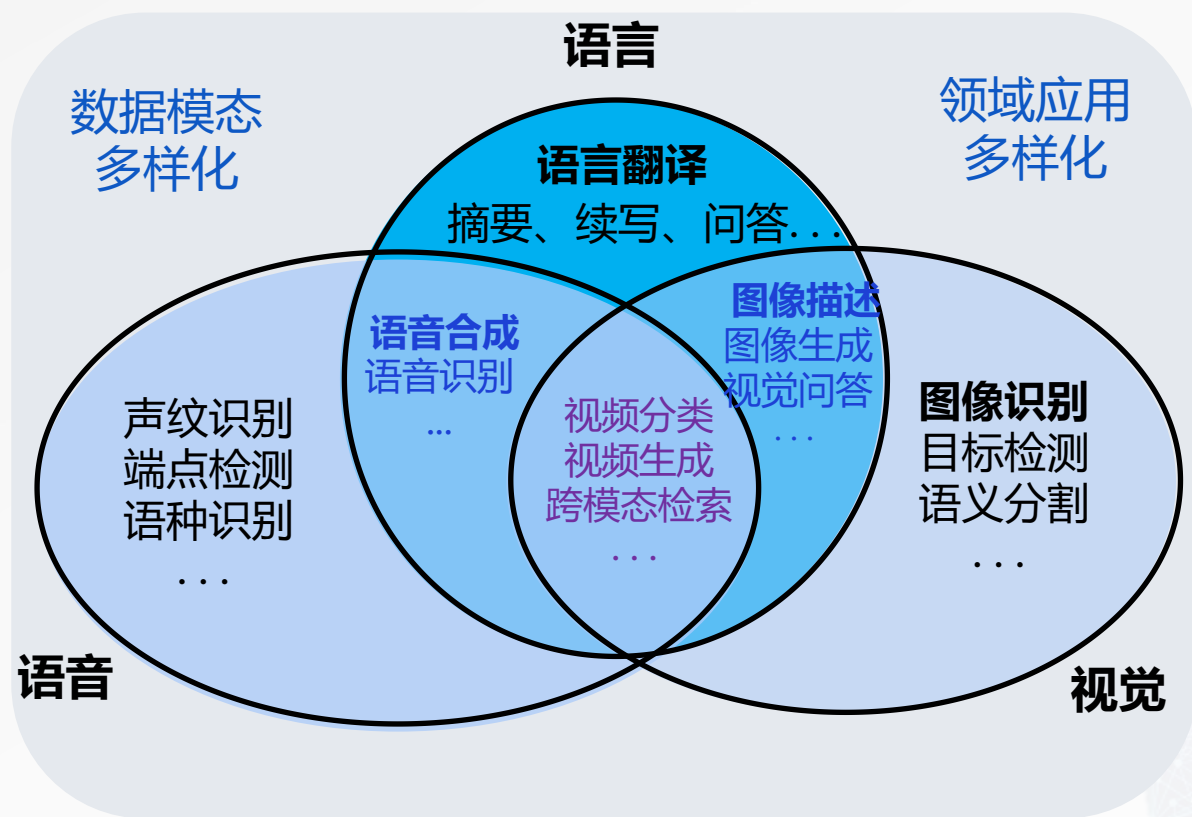 语言
数据模态
多样化
领域应用
多样化
语言翻译
摘要、续写、问答...
语音合成
语音识别
...
图像描述
图像生成
视觉问答
...
声纹识别
端点检测
语种识别
...
视频分类
视频生成
跨模态检索
...
图像识别
目标检测
语义分割
...
语音
视觉